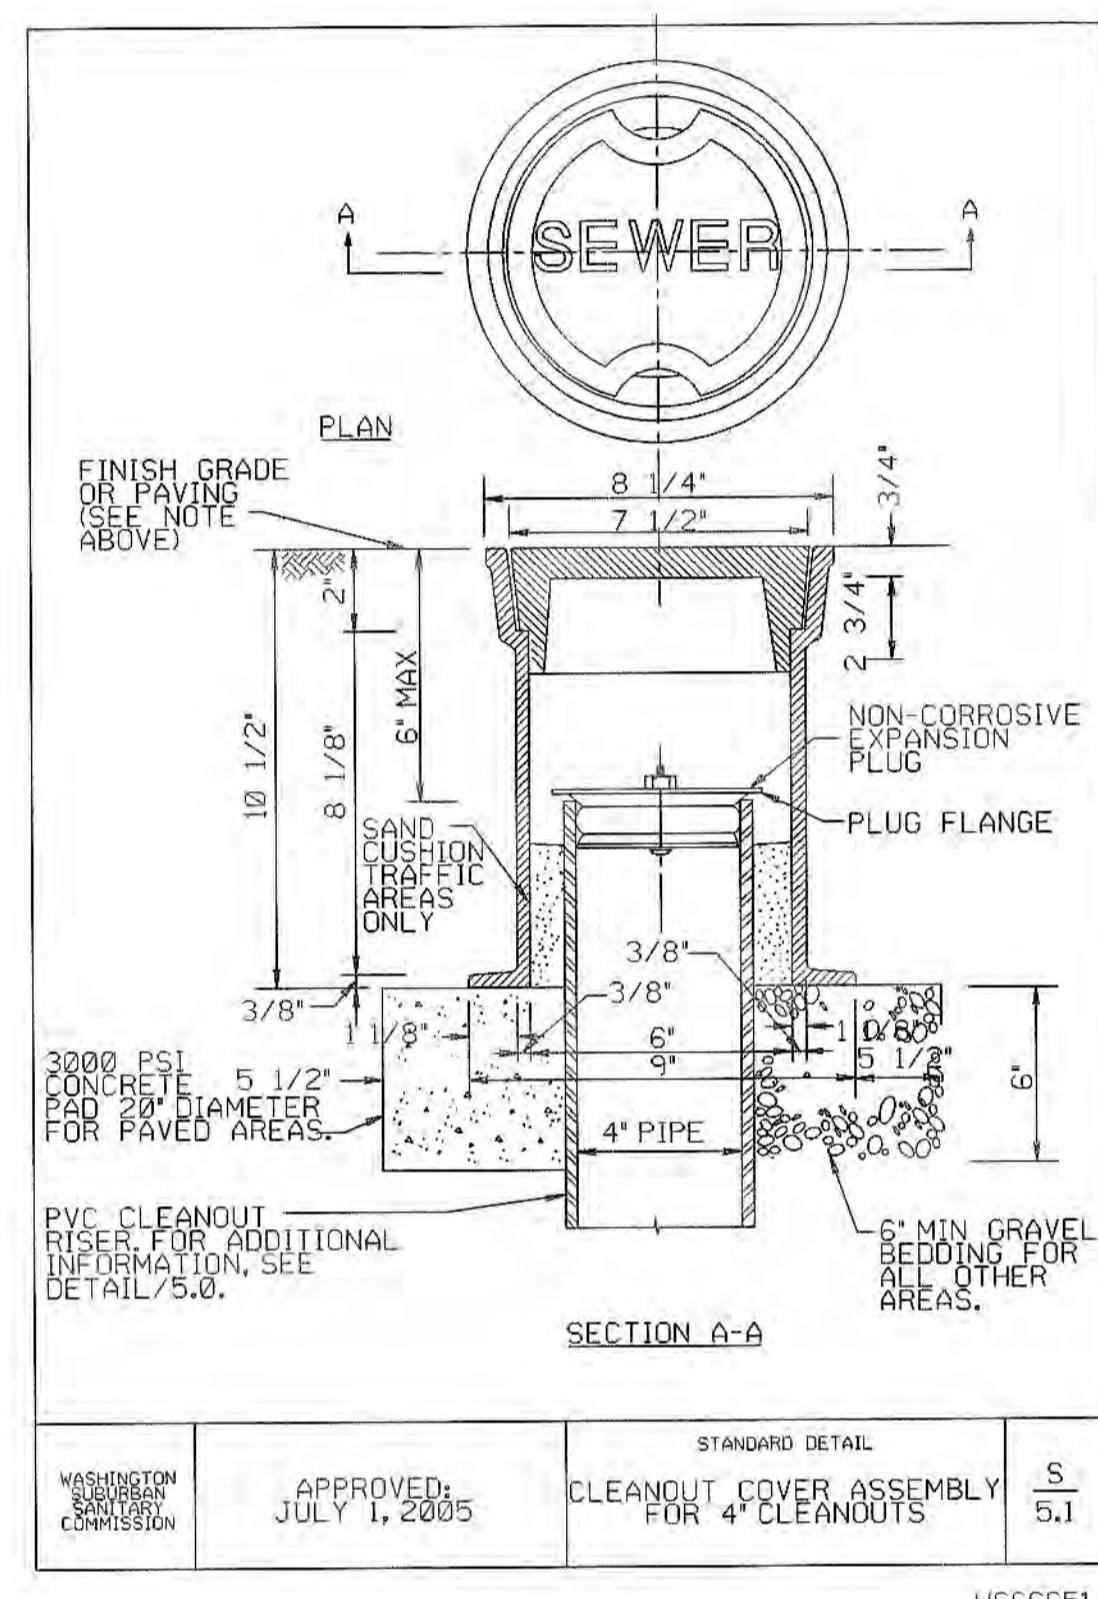 SEWER
A
A
PLAN
FINISH GRADE
OR PAVING
(SEE NOTE
ABOVE)
8 1/4"
7 1/2"
3/4"
2 3/4"
2"
6" MAX
10 1/2"
8 1/8"
NON-CORROSIVE
EXPANSION
PLUG
PLUG FLANGE
SAND
CUSHION
TRAFFIC
AREAS
ONLY
3/8"
3/8"
3/8"
1 1/8"
6"
1 1/8"
9"
5 1/2"
5 1/2"
6"
3000 PSI
CONCRETE
PAD 20" DIAMETER
FOR PAVED AREAS.
4" PIPE
PVC CLEANOUT
RISER. FOR ADDITIONAL
INFORMATION, SEE
DETAIL/5.0.
6" MIN GRAVEL
BEDDING FOR
ALL OTHER
AREAS.
SECTION A-A
WASHINGTON
SUBURBAN
SANITARY
COMMISSION
APPROVED:
JULY 1, 2005
STANDARD DETAIL
CLEANOUT COVER ASSEMBLY
FOR 4" CLEANOUTS
S
5.1